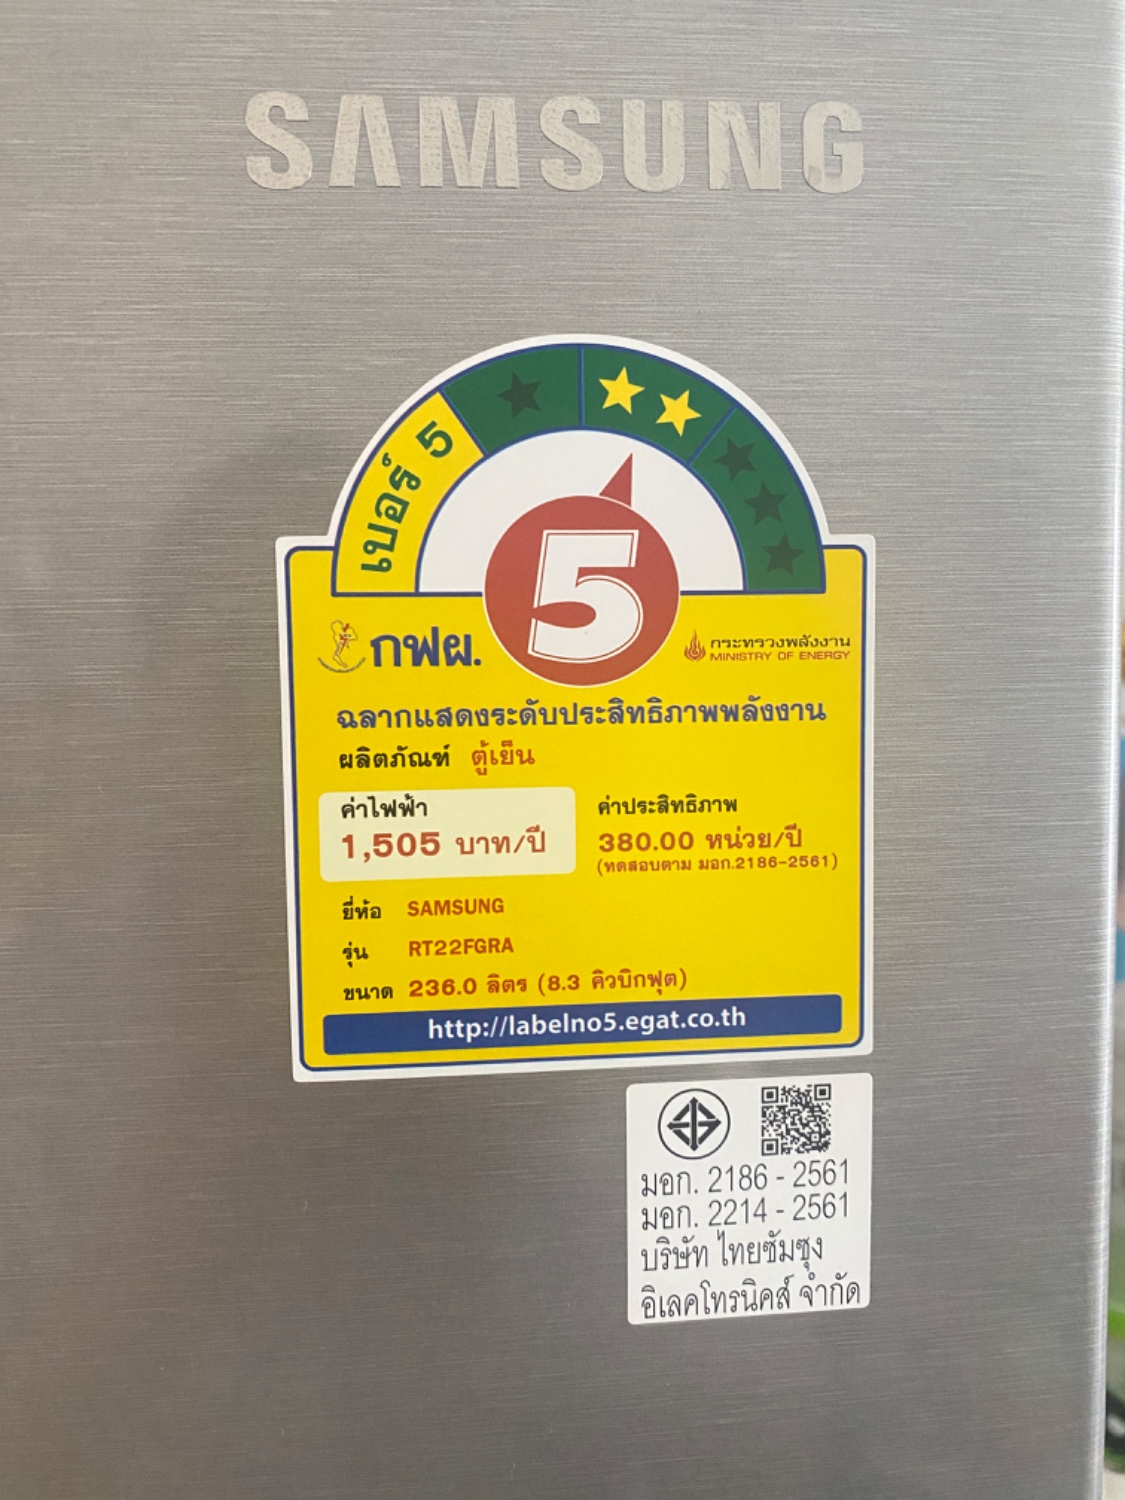 SAMSUNG
เบอร์ 5
5
กฟผ.
กระทรวงพลังงาน
MINISTRY OF ENERGY
ฉลากแสดงระดับประสิทธิภาพพลังงาน
ผลิตภัณฑ์ ตู้เย็น
ค่าไฟฟ้า
1,505 บาท/ปี
ค่าประสิทธิภาพ
380.00 หน่วย/ปี
(ทดสอบตาม มอก.2186-2561)
ยี่ห้อ SAMSUNG
รุ่น RT22FGRA
ขนาด 236.0 ลิตร (8.3 คิวบิกฟุต)
http://labelno5.egat.co.th
มอก. 2186 - 2561
มอก. 2214 - 2561
บริษัท ไทยซัมซุง
อิเลคโทรนิคส์ จำกัด